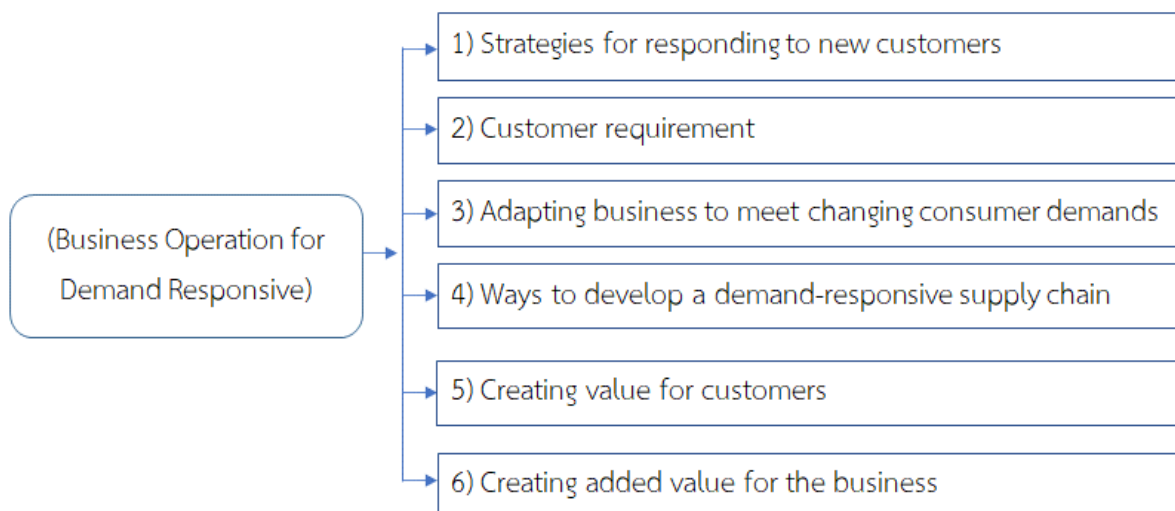 1) Strategies for responding to new customers
2) Customer requirement
3) Adapting business to meet changing consumer demands
(Business Operation for
Demand Responsive)
4) Ways to develop a demand-responsive supply chain
5) Creating value for customers
6) Creating added value for the business